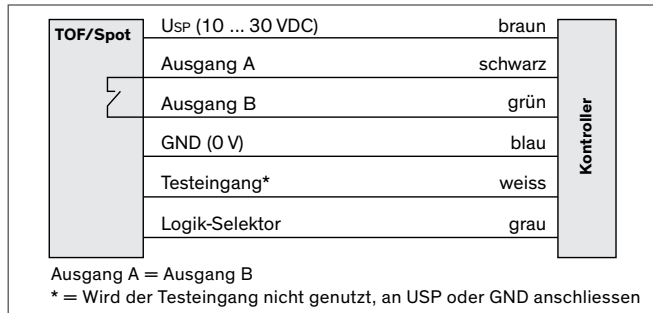 TOF/Spot
USP (10 ... 30 VDC) braun
Ausgang A schwarz
Ausgang B grün
GND (0 V) blau
Testeingang* weiss
Logik-Selektor grau
Kontroller
Ausgang A = Ausgang B
* = Wird der Testeingang nicht genutzt, an USP oder GND anschliessen